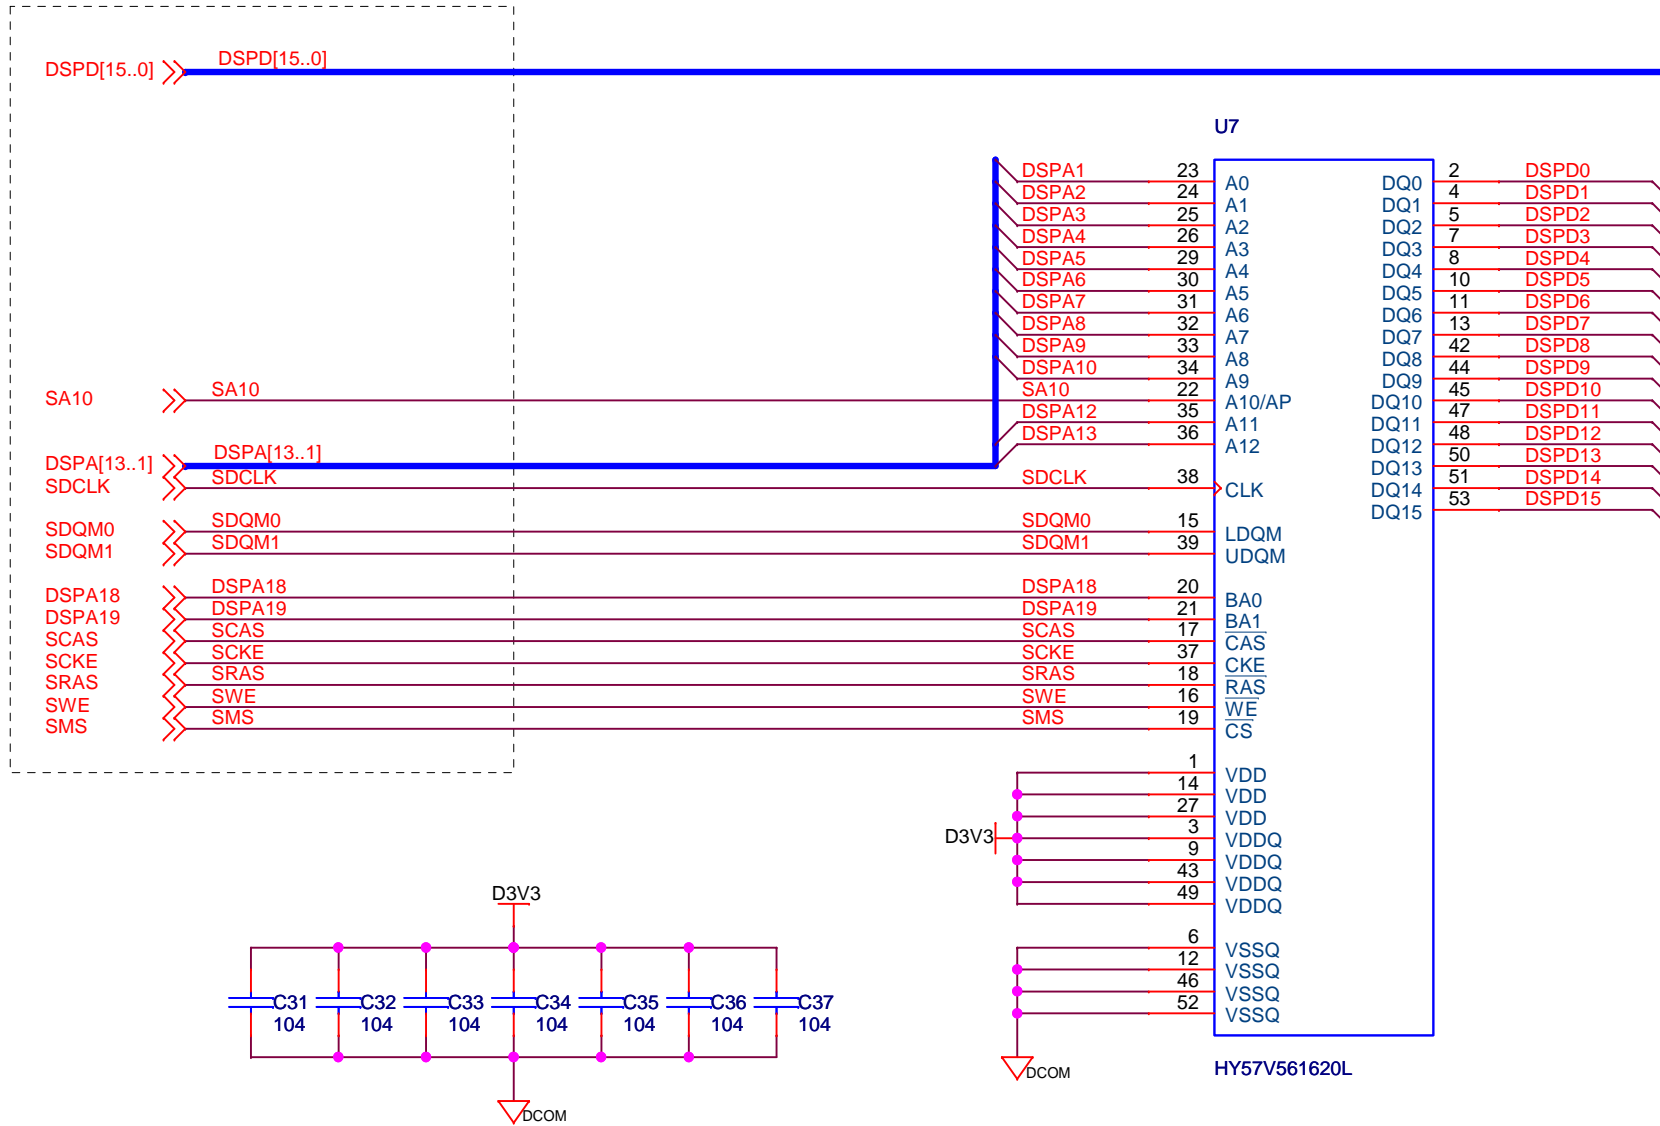 DSPD[15..0] DSPD[15..0]
U7
DSPA1 23 A0 DQ0 2 DSPD0
DSPA2 24 A1 DQ1 4 DSPD1
DSPA3 25 A2 DQ2 5 DSPD2
DSPA4 26 A3 DQ3 7 DSPD3
DSPA5 29 A4 DQ4 8 DSPD4
DSPA6 30 A5 DQ5 10 DSPD5
DSPA7 31 A6 DQ6 11 DSPD6
DSPA8 32 A7 DQ7 13 DSPD7
DSPA9 33 A8 DQ8 42 DSPD8
DSPA10 34 A9 DQ9 44 DSPD9
SA10 SA10 SA10 22 A10/AP DQ10 45 DSPD10
DSPA12 35 A11 DQ11 47 DSPD11
DSPA13 36 A12 DQ12 48 DSPD12
DSPA[13..1] DSPA[13..1] DQ13 50 DSPD13
SDCLK SDCLK SDCLK 38 CLK DQ14 51 DSPD14
DQ15 53 DSPD15
SDQM0 SDQM0 SDQM0 15 LDQM
SDQM1 SDQM1 SDQM1 39 UDQM
DSPA18 DSPA18 DSPA18 20 BA0
DSPA19 DSPA19 DSPA19 21 BA1
SCAS SCAS SCAS 17 CAS
SCKE SCKE SCKE 37 CKE
SRAS SRAS SRAS 18 RAS
SWE SWE SWE 16 WE
SMS SMS SMS 19 CS
1 VDD
14 VDD
27 VDD
D3V3 3 VDDQ
9 VDDQ
43 VDDQ
49 VDDQ
D3V3
6 VSSQ
12 VSSQ
46 VSSQ
52 VSSQ
C31 C32 C33 C34 C35 C36 C37
104 104 104 104 104 104 104
DCOM
HY57V561620L
DCOM